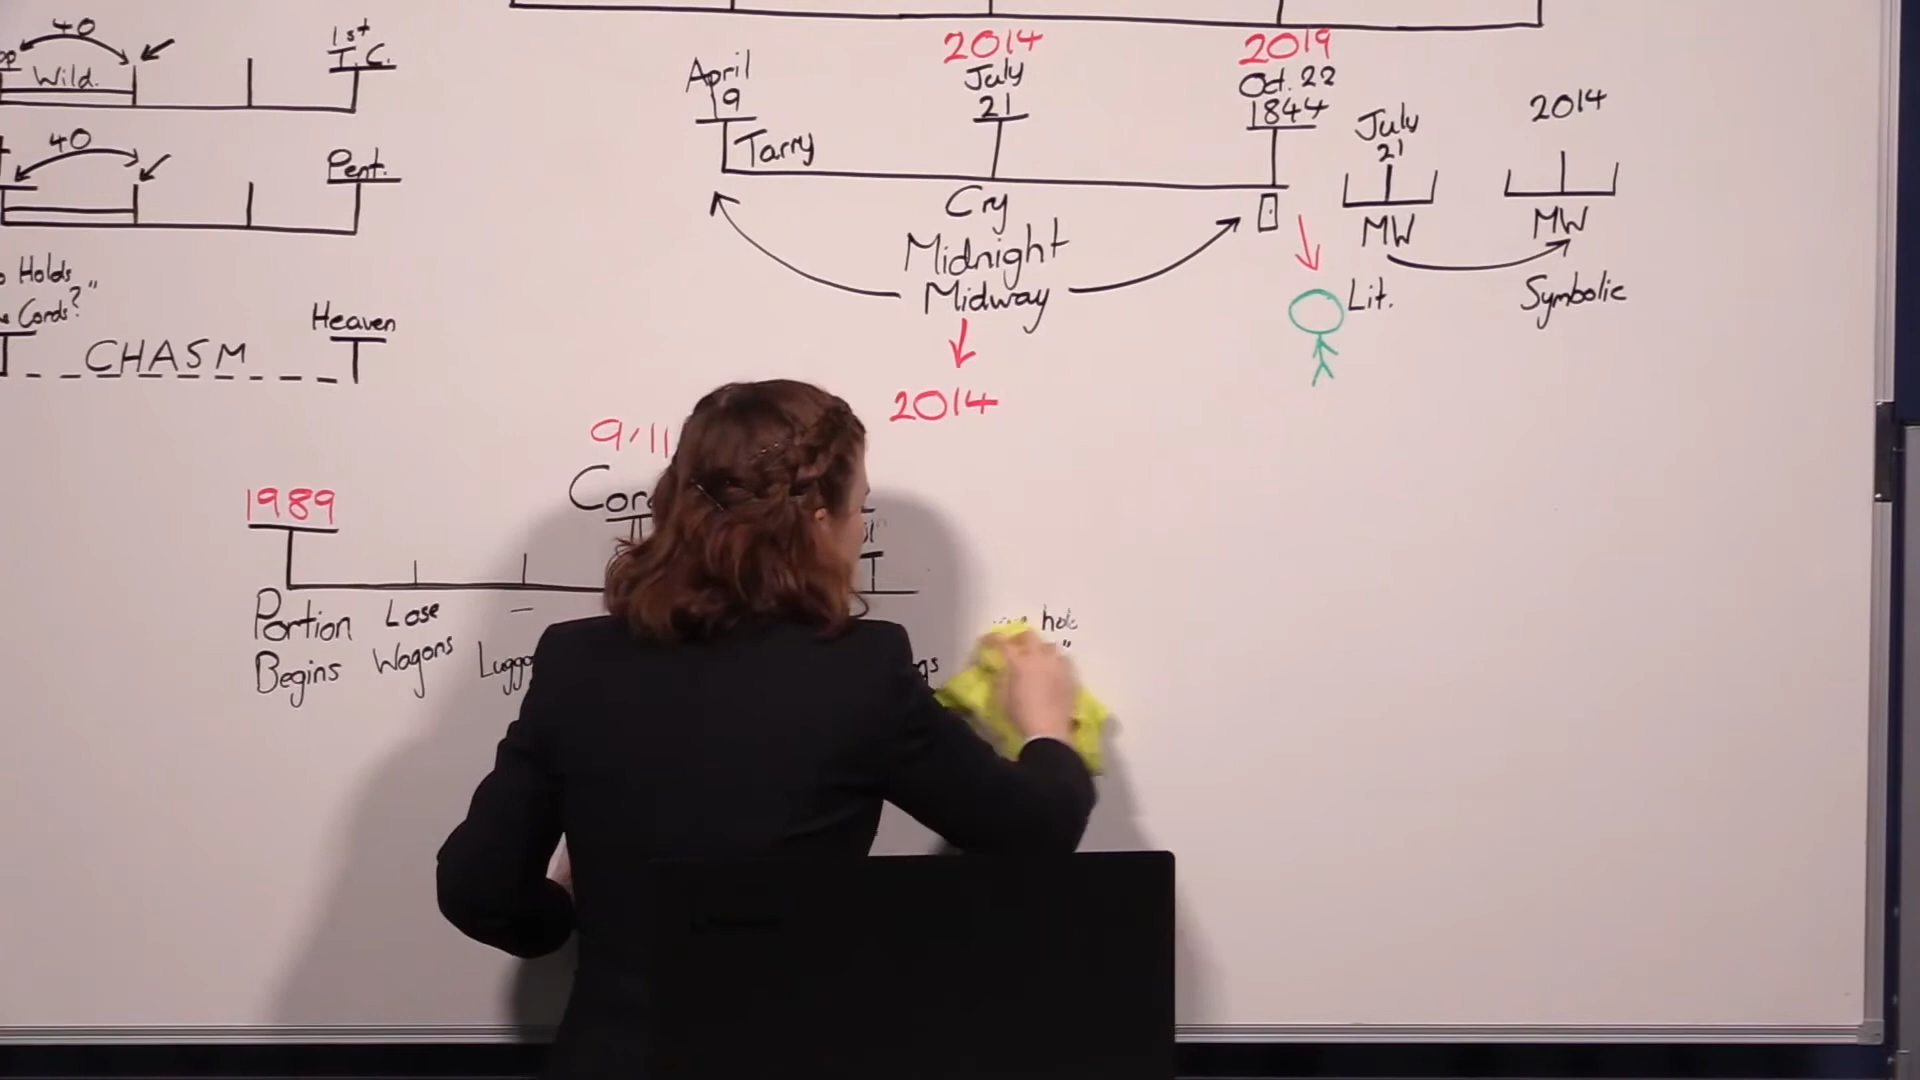 40
Wild.
1st
T.C.
40
Pent.
Holds
Cords?"
CHASM
Heaven
April
19
Tarry
2014
July
21
Cry
Midnight
Midway
2014
2019
Oct. 22
1844
July
21
MW
Lit.
2014
MW
Symbolic
9/11
1989
Portion
Begins
Lose
Wagons